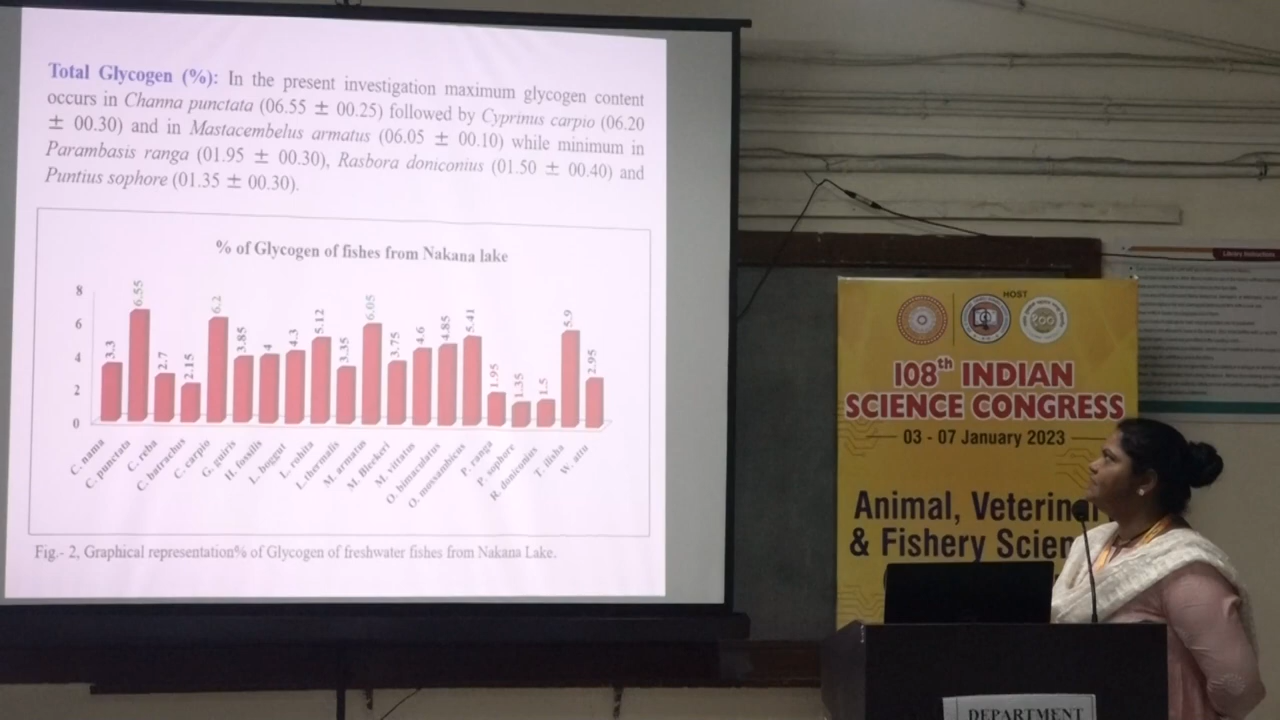 Total Glycogen (%): In the present investigation maximum glycogen content
occurs in Channa punctata (06.55 ± 00.25) followed by Cyprinus carpio (06.20
± 00.30) and in Mastacembelus armatus (06.05 ± 00.10) while minimum in
Parambasis ranga (01.95 ± 00.30), Rasbora doniconius (01.50 ± 00.40) and
Puntius sophore (01.35 ± 00.30).
% of Glycogen of fishes from Nakana lake
8
6
4
2
0
3.3
6.55
2.7
2.15
6.2
3.85
4
4.3
5.12
3.35
6.05
3.75
4.6
4.85
5.41
1.95
1.35
1.5
5.9
2.95
C. nama
C. punctata
C. reba
C. batrachus
C. carpio
G. guiris
H. fossilis
L. boggut
L. rohita
L.thermalis
M. armatus
M. Bleekeri
M. vittatus
O. bimaculatus
O. mossambicus
P. ranga
P. sophore
R. doniconius
T. ilisha
W. attu
Fig.- 2, Graphical representation% of Glycogen of freshwater fishes from Nakana Lake.
HOST
108th INDIAN
SCIENCE CONGRESS
03 - 07 January 2023
Animal, Veterinar
& Fishery Scien
Library Instructions
DEPARTMENT